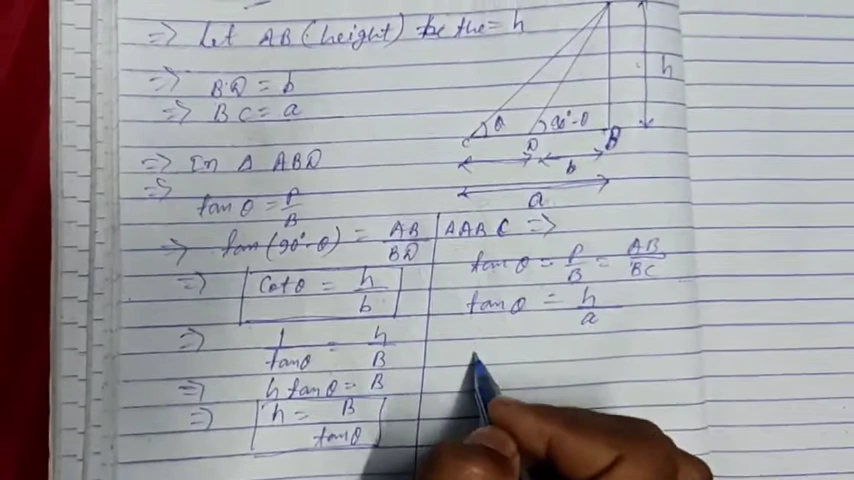 => Let AB (height) be the = h
=> BD = b
=> BC = a
=> In Δ ABD
=> tan θ = P/B
=> tan (90° - θ) = AB/BD
=> Cot θ = h/b
=> 1/tan θ = h/B
=> h tan θ = B
=> h = B/tan θ
θ
90° - θ
h
C
D
B
b
a
ΔABC =>
tan θ = P/B = AB/BC
tan θ = h/a